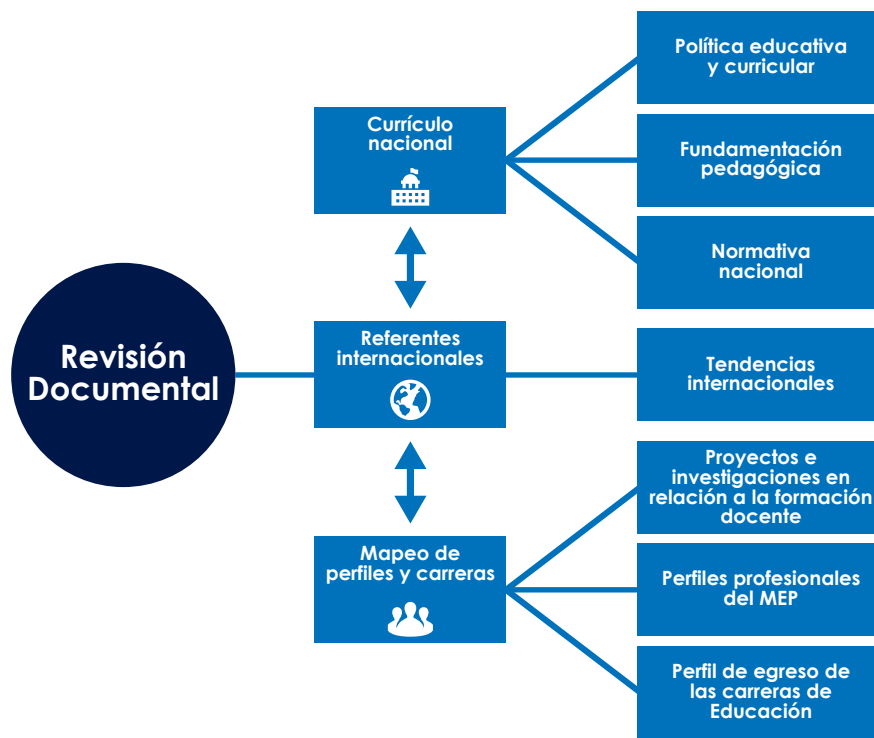 Revisión
Documental
Currículo
nacional
Política educativa
y curricular
Fundamentación
pedagógica
Normativa
nacional
Referentes
internacionales
Tendencias
internacionales
Mapeo de
perfiles y carreras
Proyectos e
investigaciones en
relación a la formación
docente
Perfiles profesionales
del MEP
Perfil de egreso de
las carreras de
Educación